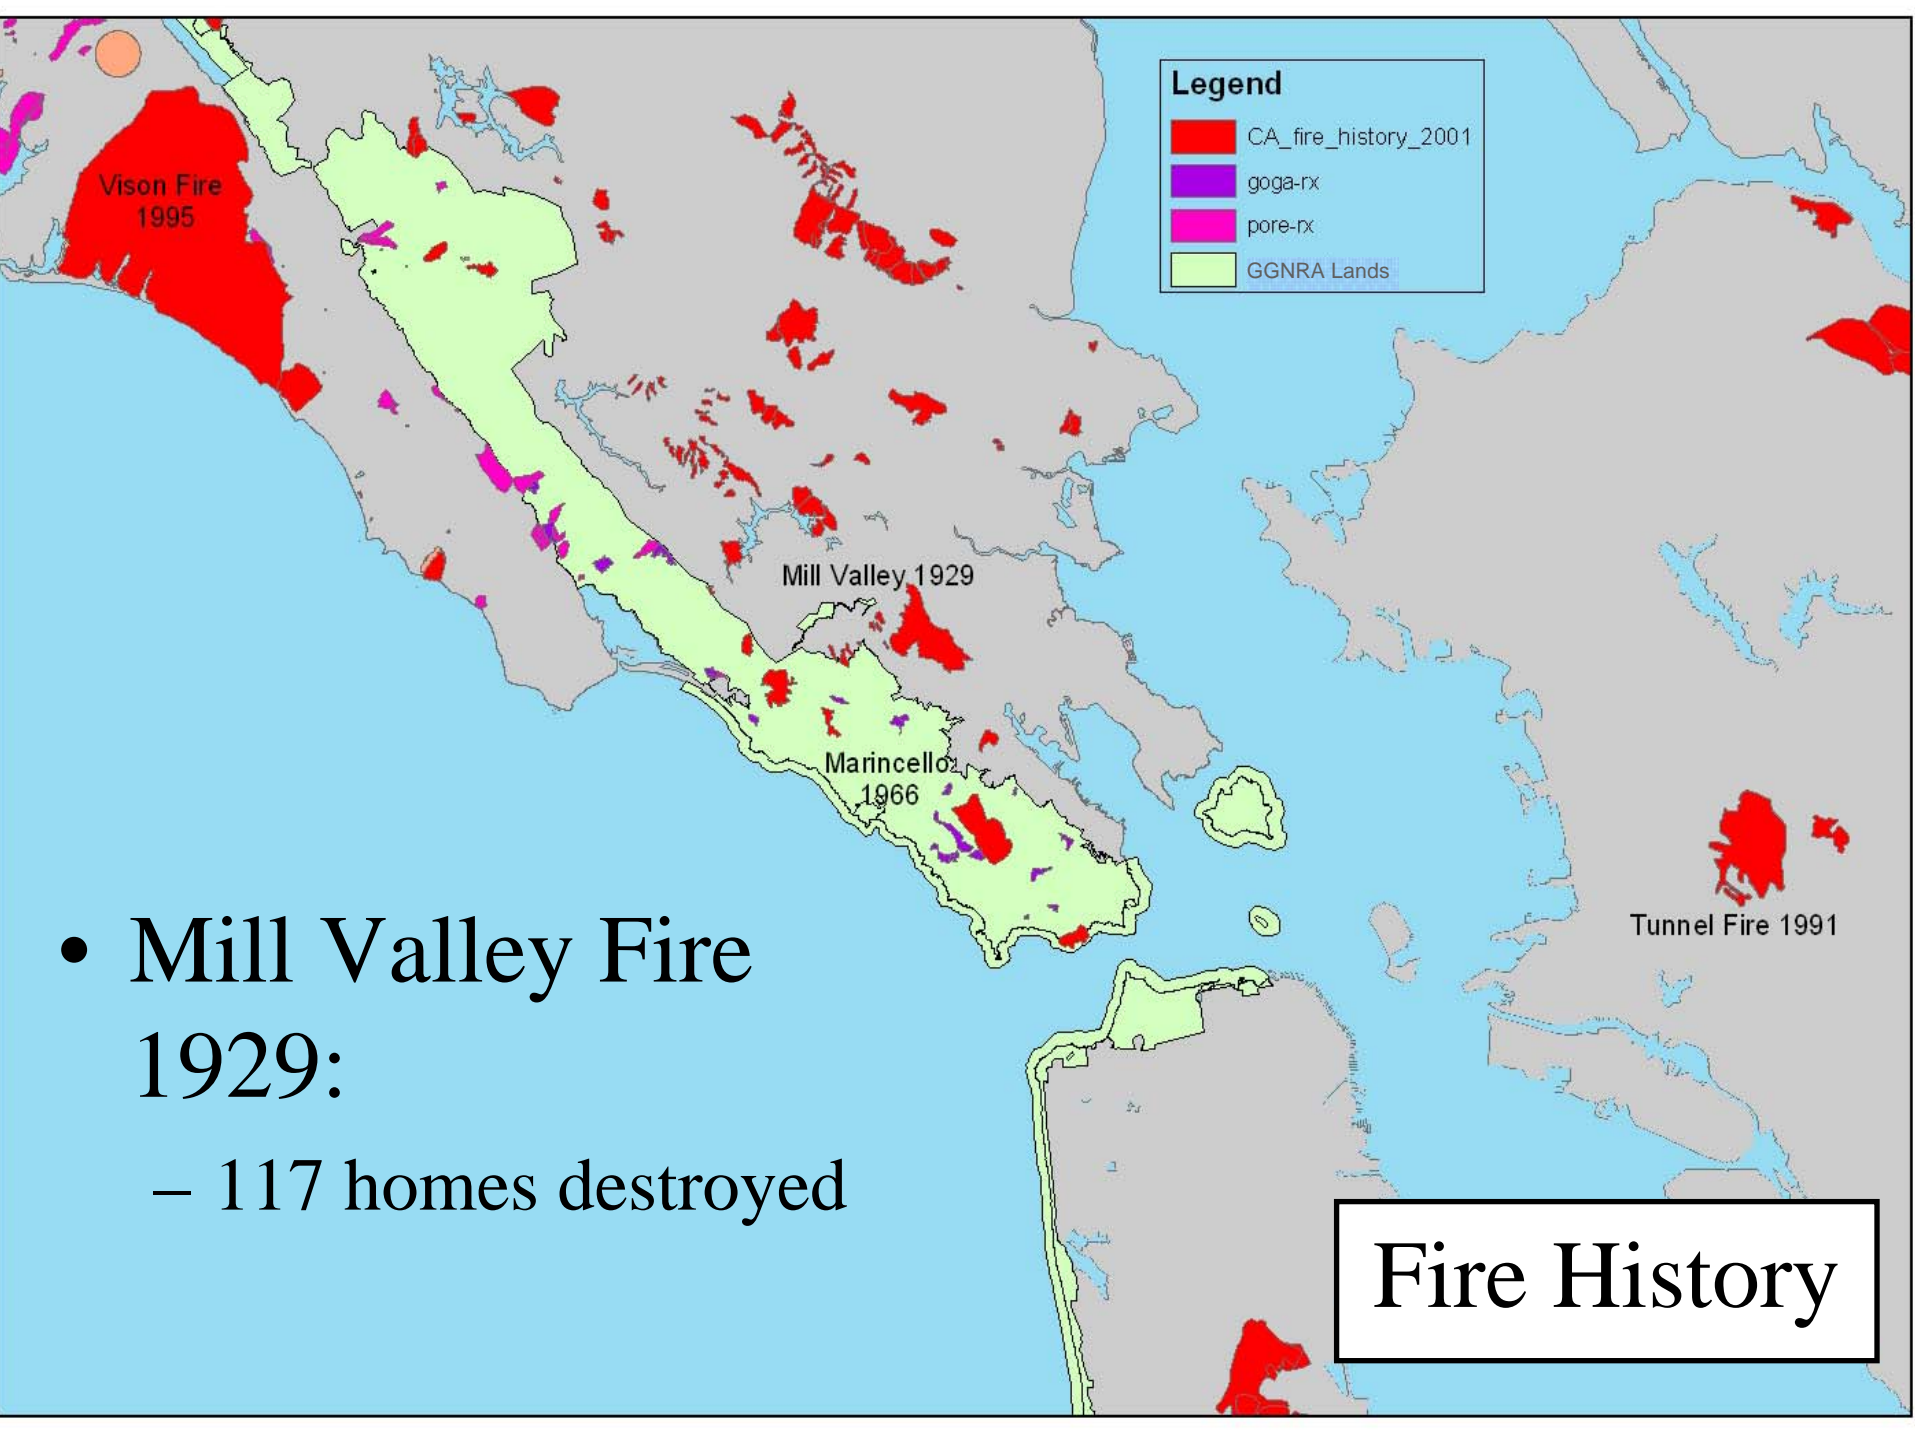 Legend
CA_fire_history_2001
goga-rx
pore-rx
GGNRA Lands
Vison Fire
1995
Mill Valley 1929
Marincello
1966
Tunnel Fire 1991
• Mill Valley Fire
1929:
– 117 homes destroyed
Fire History